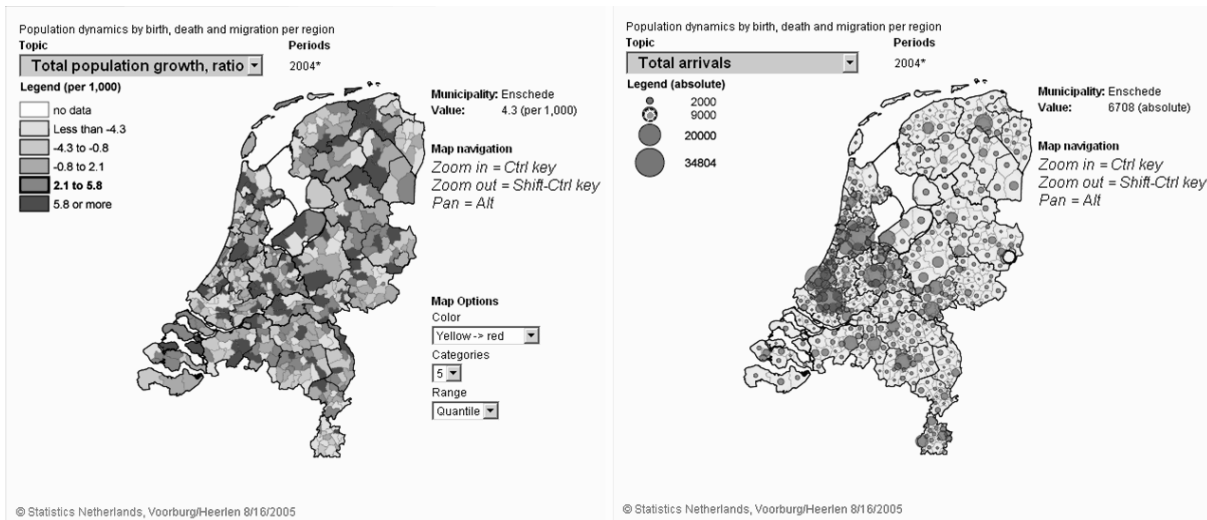 Population dynamics by birth, death and migration per region
Topic Periods
Total population growth, ratio 2004*
Legend (per 1,000)
no data
Less than -4.3
-4.3 to -0.8
-0.8 to 2.1
2.1 to 5.8
5.8 or more
Municipality: Enschede
Value: 4.3 (per 1,000)
Map navigation
Zoom in = Ctrl key
Zoom out = Shift-Ctrl key
Pan = Alt
Map Options
Color
Yellow -> red
Categories
5
Range
Quantile
© Statistics Netherlands, Voorburg/Heerlen 8/16/2005
Population dynamics by birth, death and migration per region
Topic Periods
Total arrivals 2004*
Legend (absolute)
2000
9000
20000
34804
Municipality: Enschede
Value: 6708 (absolute)
Map navigation
Zoom in = Ctrl key
Zoom out = Shift-Ctrl key
Pan = Alt
© Statistics Netherlands, Voorburg/Heerlen 8/16/2005